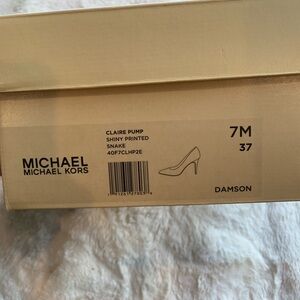 CLAIRE PUMP
SHINY PRINTED
SNAKE
40F7CLHP2E
7M
37
MICHAEL
MICHAEL KORS
DAMSON